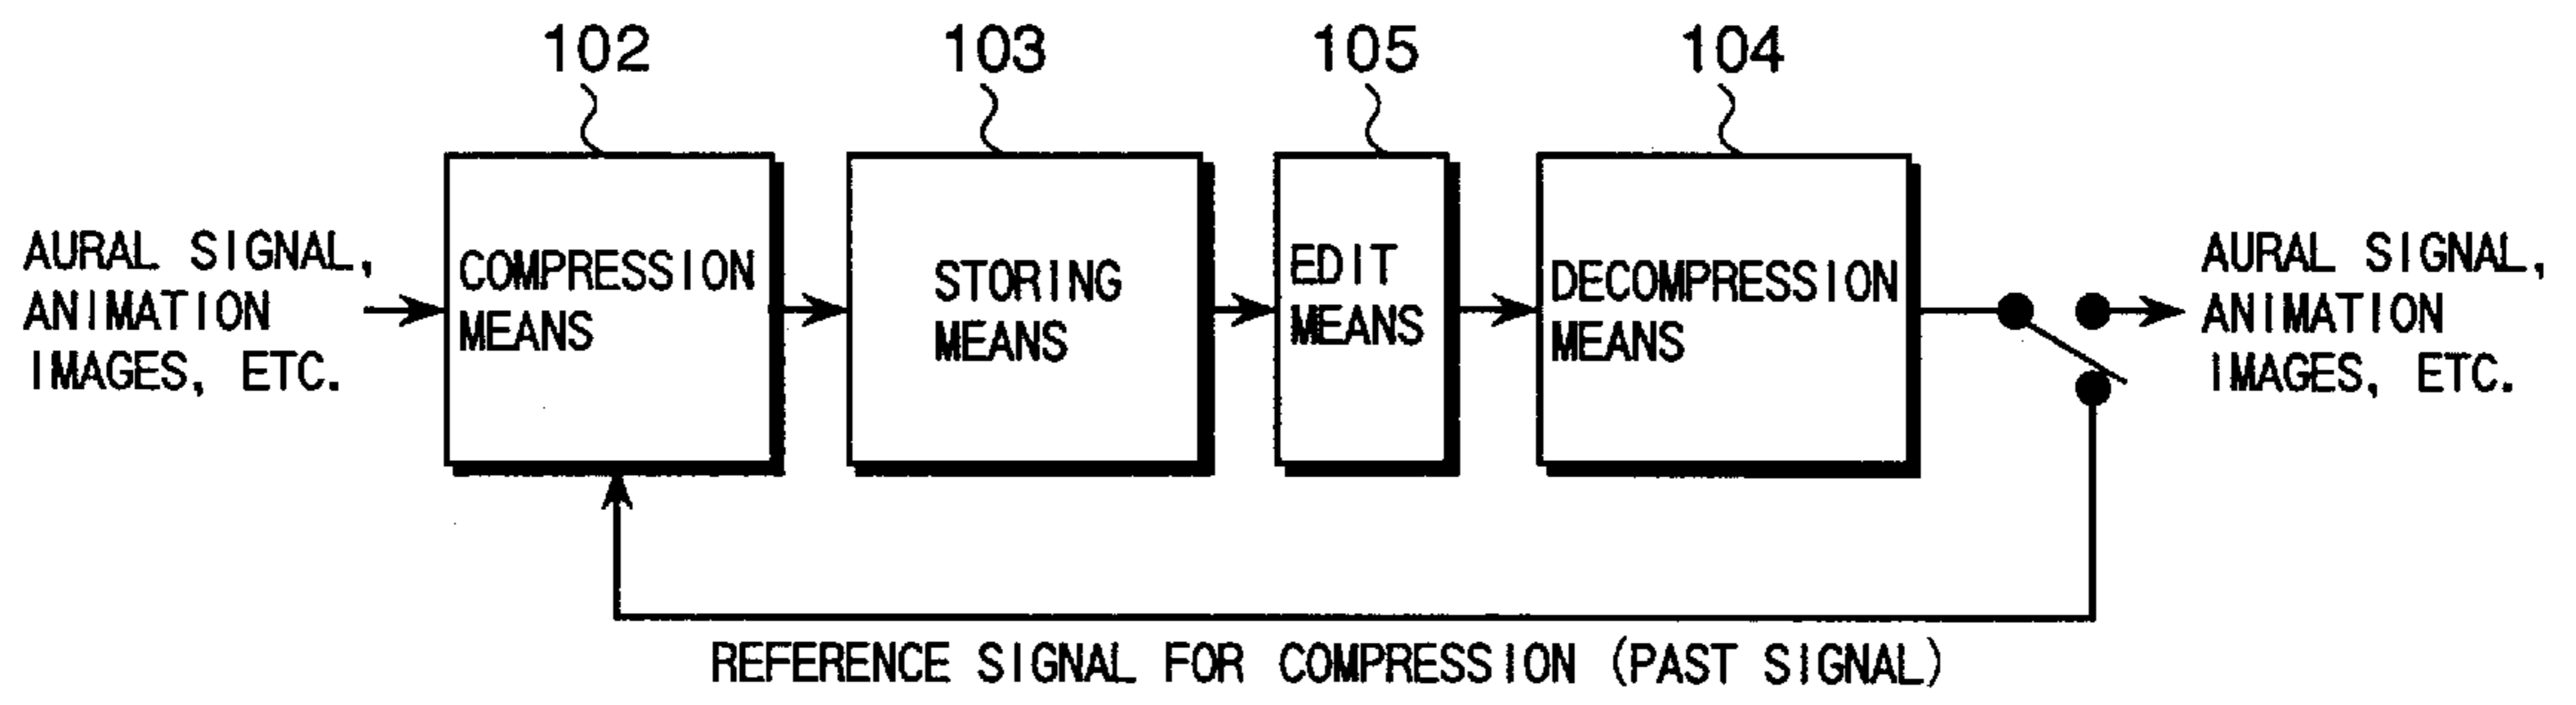 102
103
105
104
AURAL SIGNAL,
ANIMATION
IMAGES, ETC.
COMPRESSION
MEANS
STORING
MEANS
EDIT
MEANS
DECOMPRESSION
MEANS
AURAL SIGNAL,
ANIMATION
IMAGES, ETC.
REFERENCE SIGNAL FOR COMPRESSION (PAST SIGNAL)